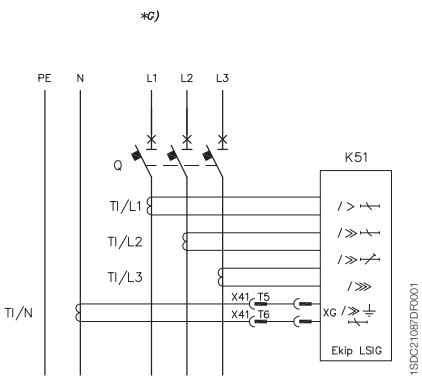 *G)
PE N L1 L2 L3
Q
K51
TI/L1
TI/L2
TI/L3
TI/N
X41 T5
X41 T6
XG
/>
/≫
/≫
/⋙
/≫
Ekip LSIG
1SDC21087DF0001